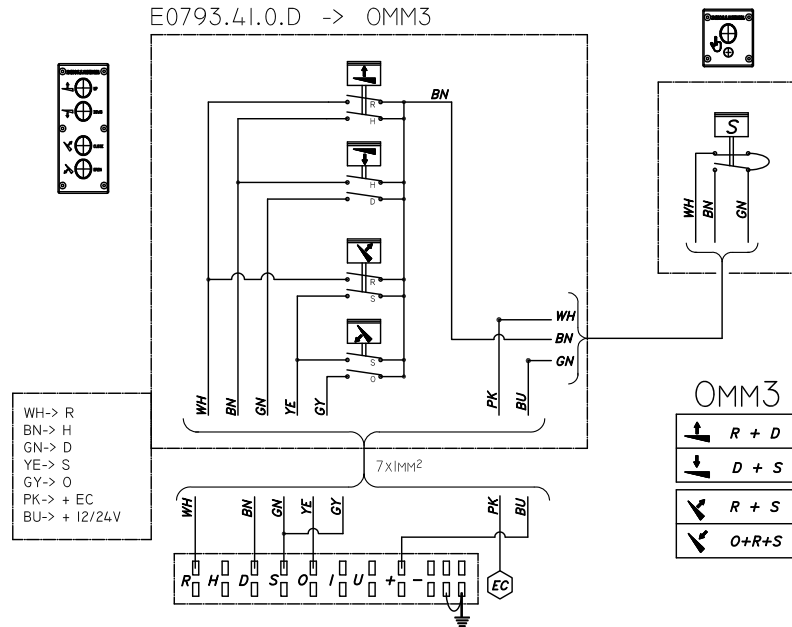 E0793.41.0.D -> OMM3
BN
R
H
H
D
R
S
S
O
S
WH
BN
GN
WH
BN
GN
WH
BN
GN
YE
GY
PK
BU
WH-> R
BN-> H
GN-> D
YE-> S
GY-> O
PK-> + EC
BU-> + 12/24V
7x1MM²
OMM3
R + D
D + S
R + S
O+R+S
WH
BN
GN
YE
GY
PK
BU
R H D S O I U + -
EC